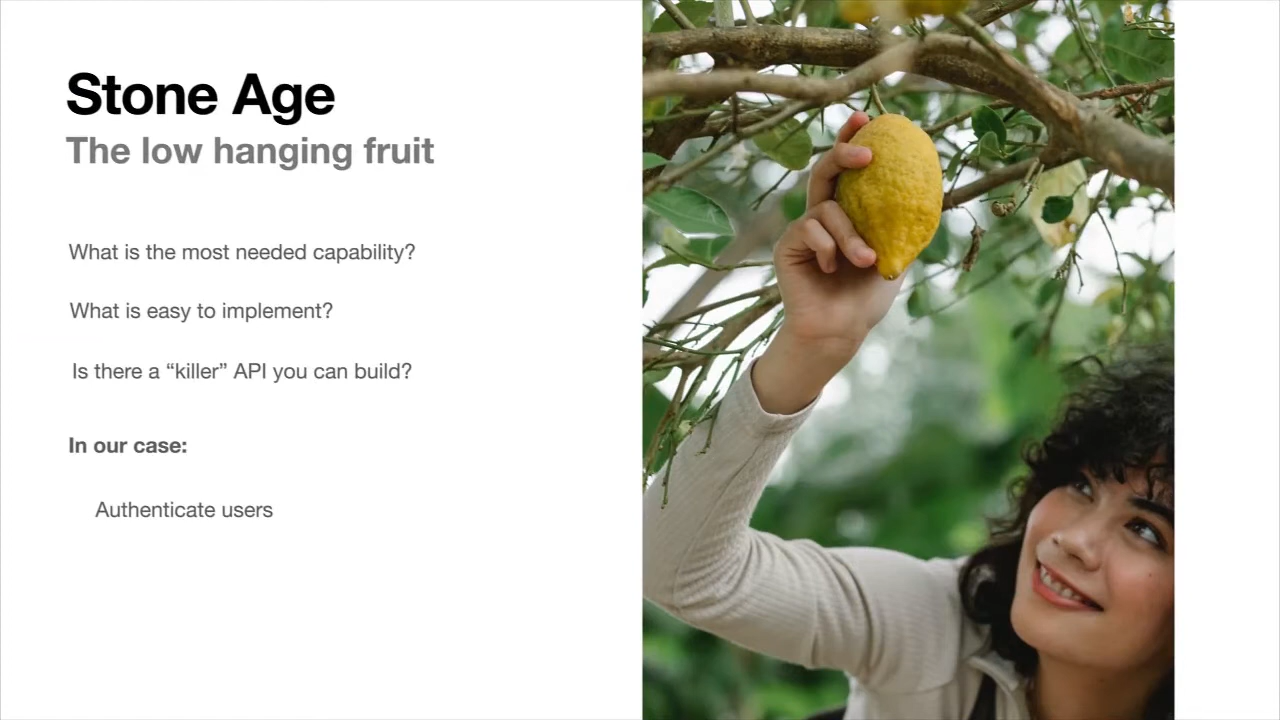 Stone Age
The low hanging fruit
What is the most needed capability?
What is easy to implement?
Is there a “killer” API you can build?
In our case:
Authenticate users